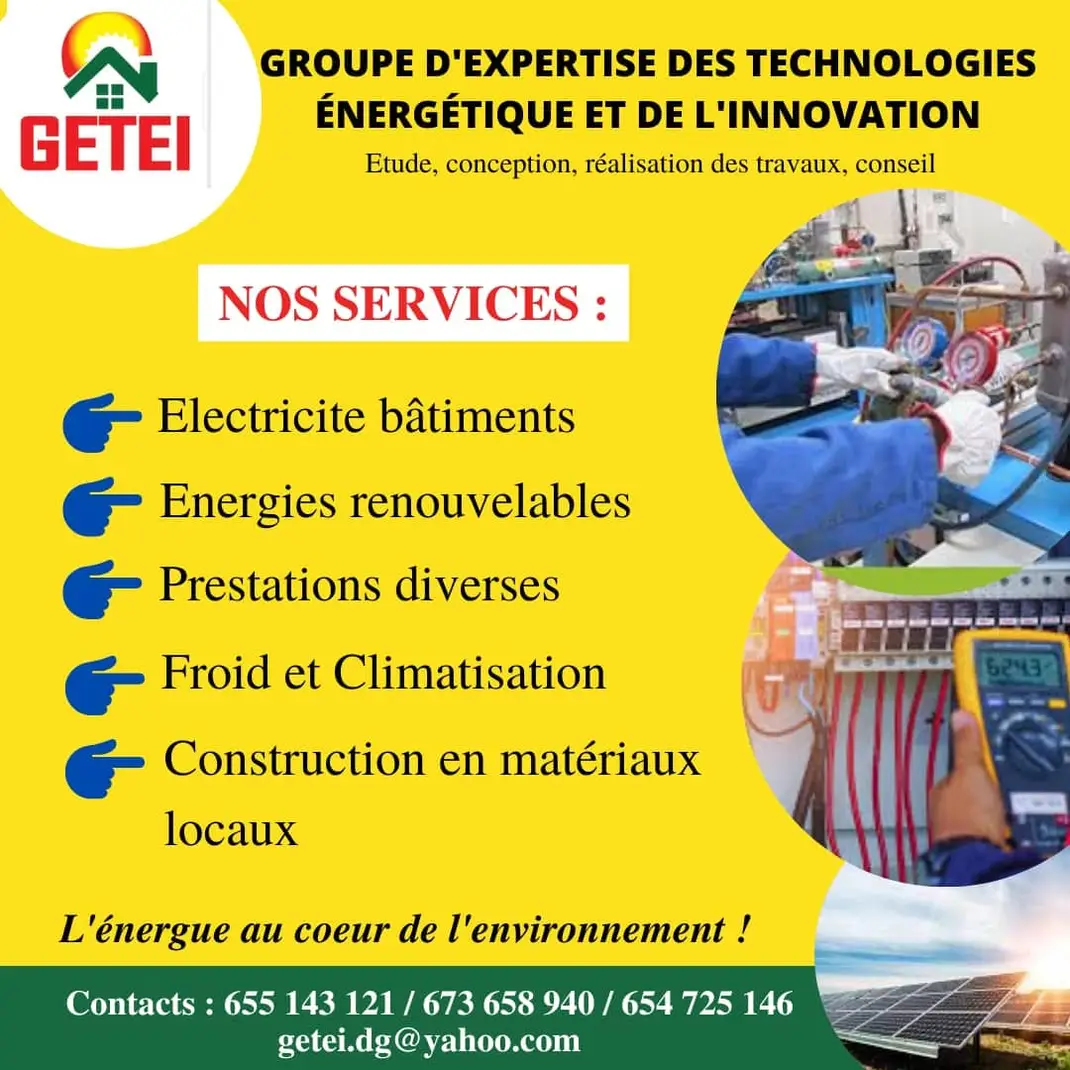 GETEI
GROUPE D'EXPERTISE DES TECHNOLOGIES
ÉNERGÉTIQUE ET DE L'INNOVATION
Etude, conception, réalisation des travaux, conseil
NOS SERVICES :
Electricite bâtiments
Energies renouvelables
Prestations diverses
Froid et Climatisation
Construction en matériaux
locaux
624.3
L'énergue au coeur de l'environnement !
Contacts : 655 143 121 / 673 658 940 / 654 725 146
getei.dg@yahoo.com